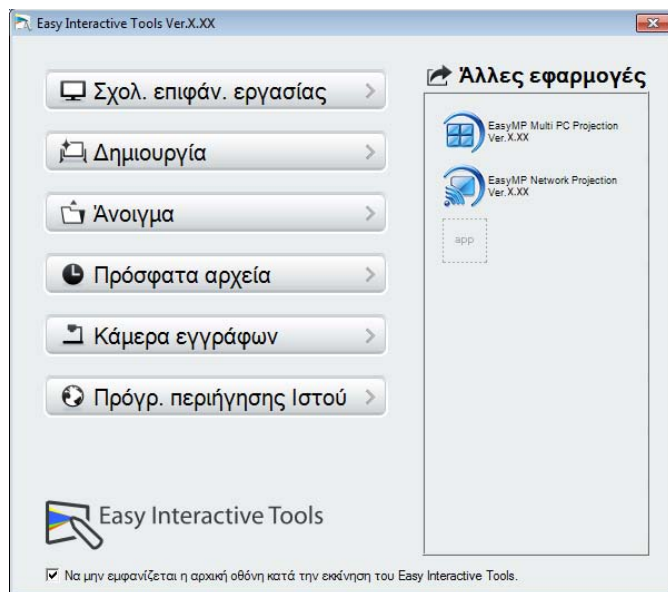 Easy Interactive Tools Ver.X.XX
Σχολ. επιφάν. εργασίας
Δημιουργία
Άνοιγμα
Πρόσφατα αρχεία
Κάμερα εγγράφων
Πρόγρ. περιήγησης Ιστού
Άλλες εφαρμογές
EasyMP Multi PC Projection
Ver.X.XX
EasyMP Network Projection
Ver.X.XX
app
Easy Interactive Tools
Να μην εμφανίζεται η αρχική οθόνη κατά την εκκίνηση του Easy Interactive Tools.